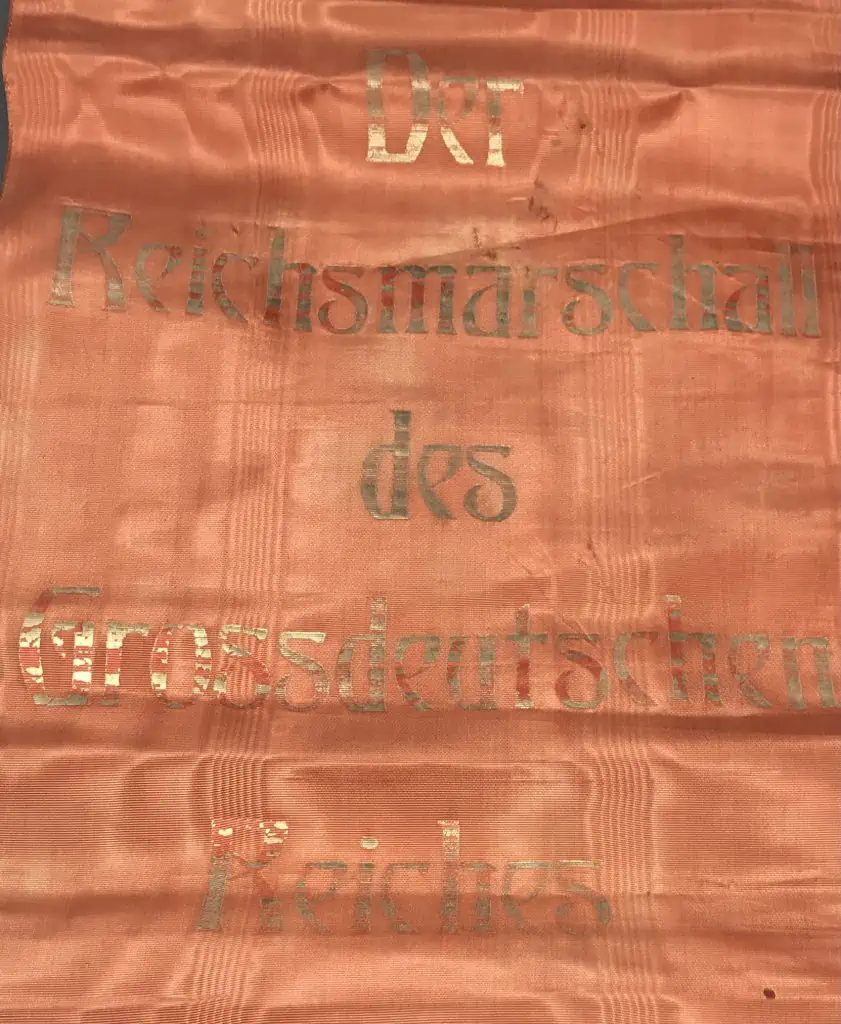 Der
Reichsmarschall
des
Grossdeutschen
Reiches